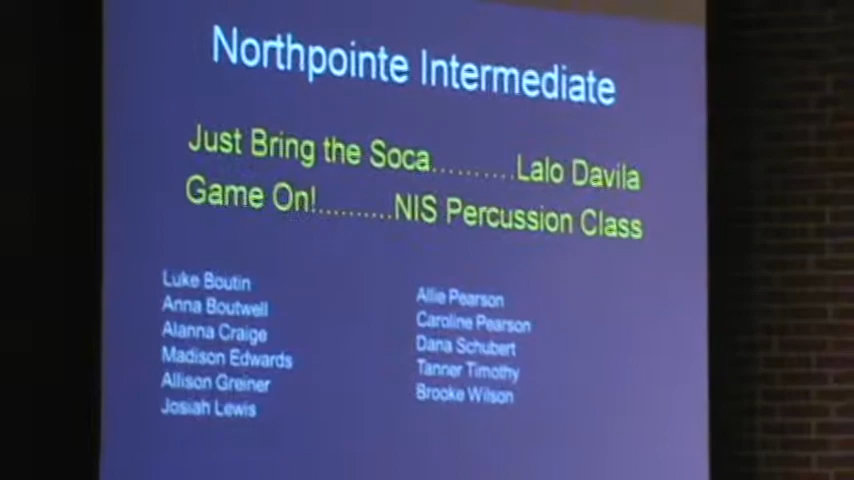 Northpointe Intermediate
Just Bring the Soca.........Lalo Davila
Game On!..........NIS Percussion Class
Luke Boutin
Anna Boutwell
Alanna Craige
Madison Edwards
Allison Greiner
Josiah Lewis
Allie Pearson
Caroline Pearson
Dana Schubert
Tanner Timothy
Brooke Wilson